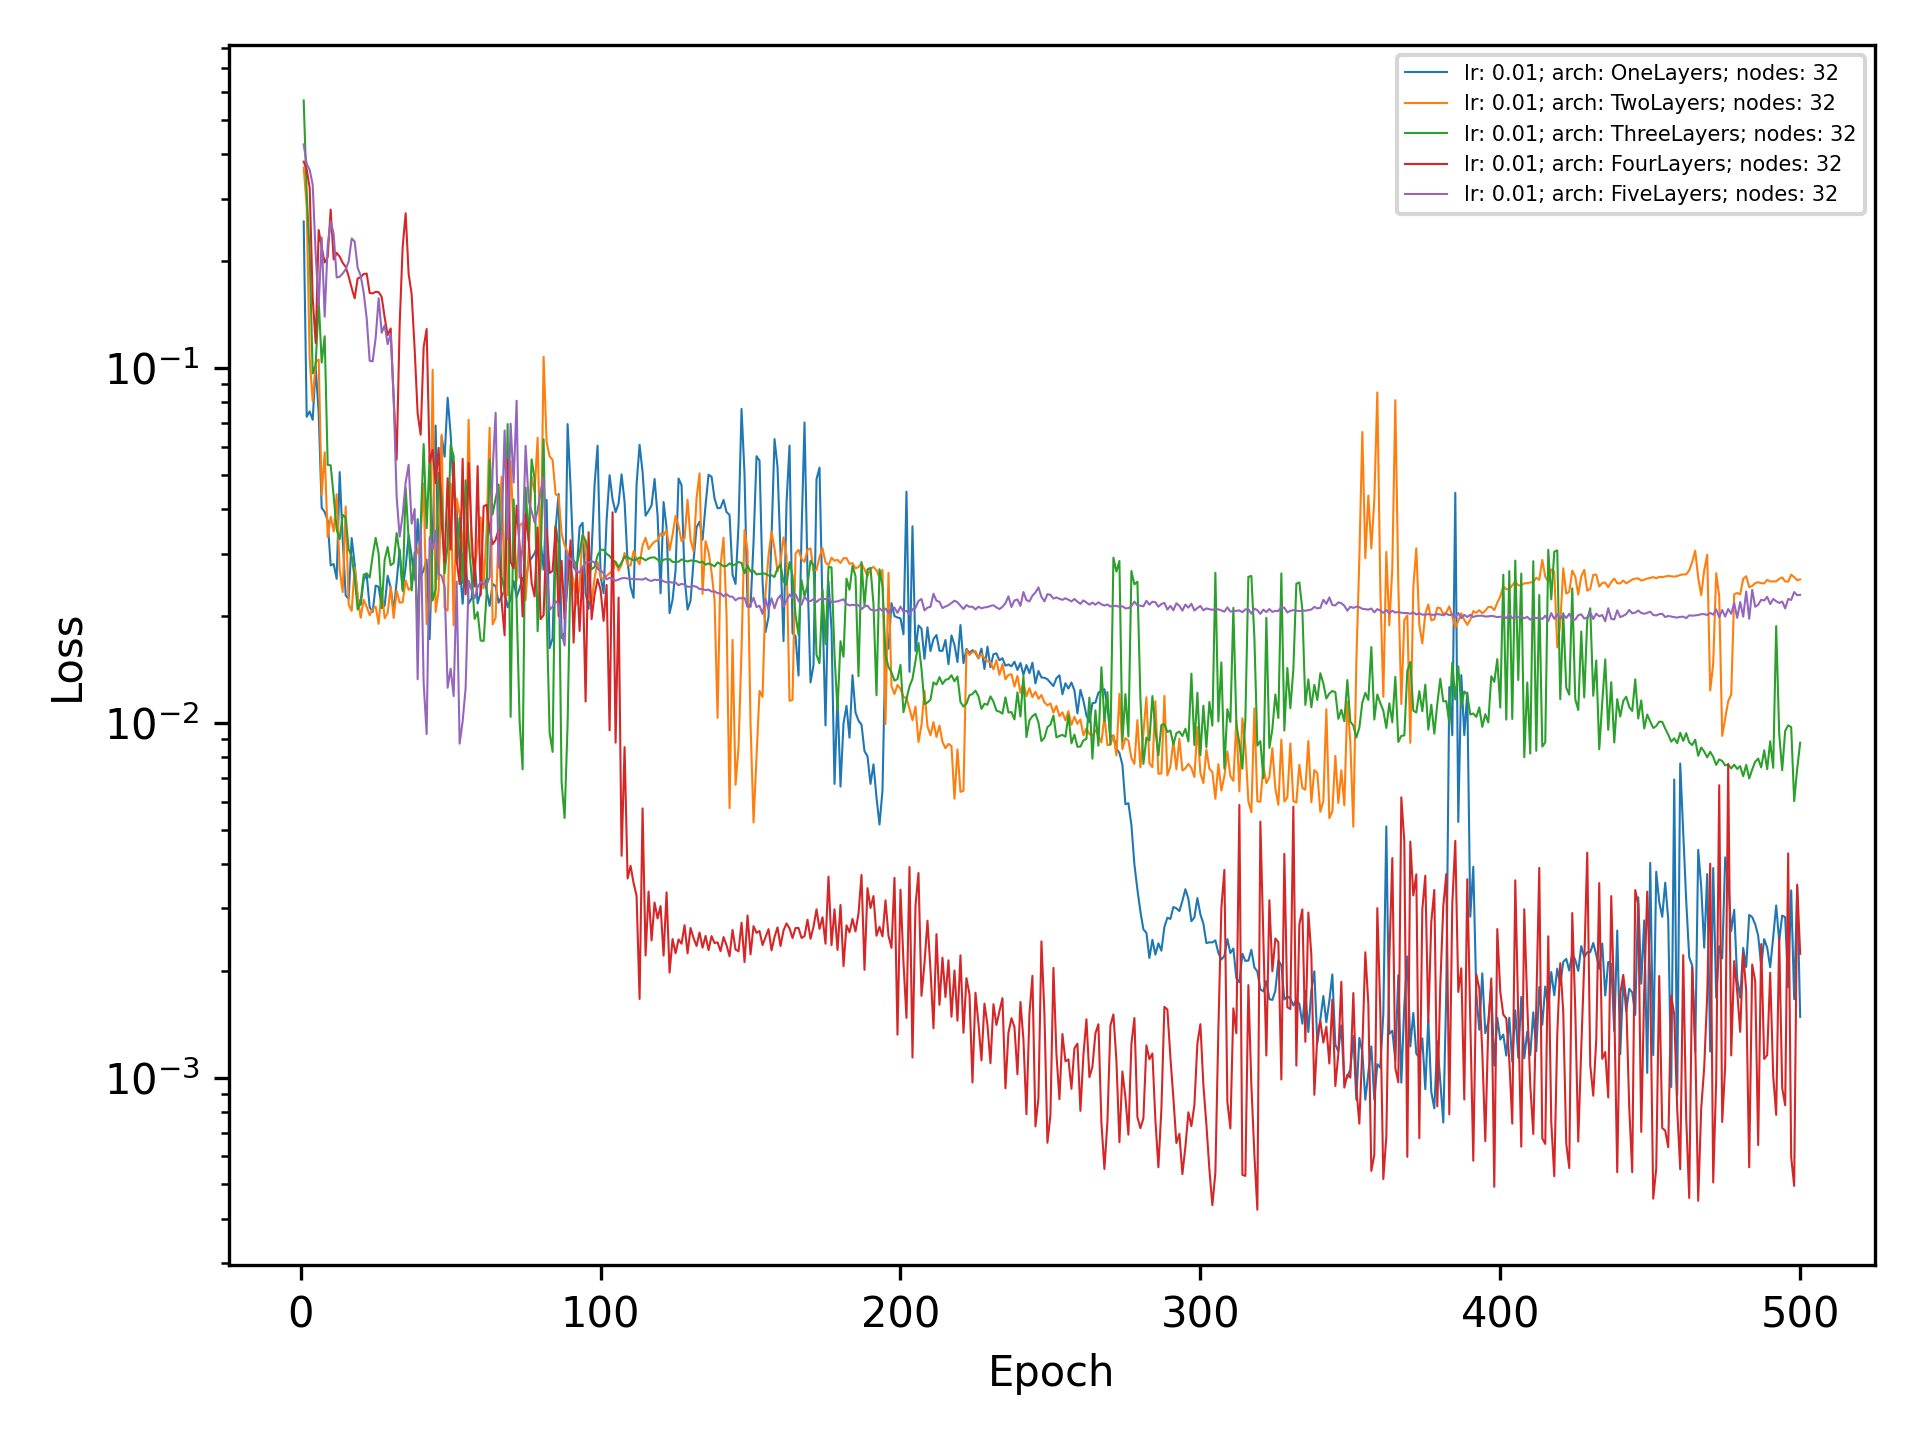 lr: 0.01; arch: OneLayers; nodes: 32
lr: 0.01; arch: TwoLayers; nodes: 32
lr: 0.01; arch: ThreeLayers; nodes: 32
lr: 0.01; arch: FourLayers; nodes: 32
lr: 0.01; arch: FiveLayers; nodes: 32
10⁻¹
10⁻²
10⁻³
Loss
0 100 200 300 400 500
Epoch